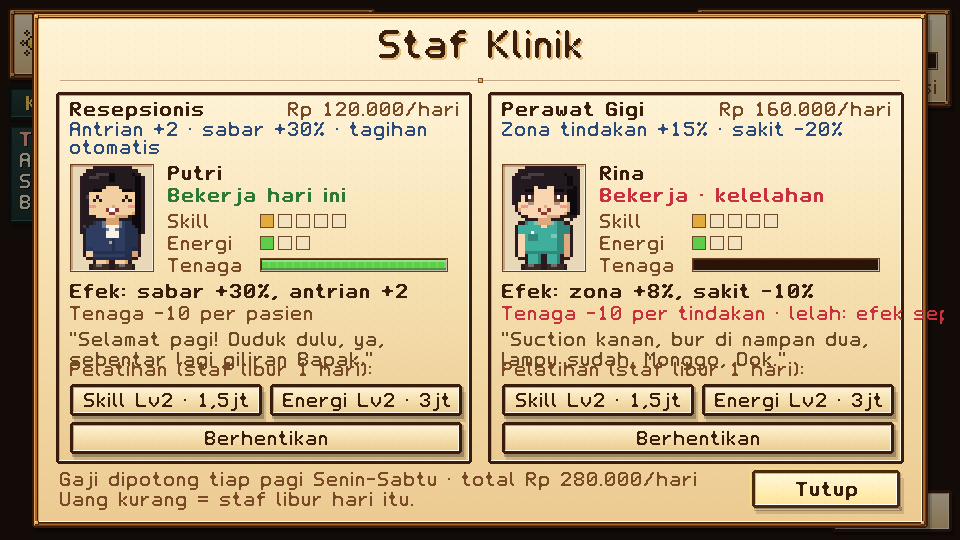 Staf Klinik
Resepsionis
Rp 120.000/hari
Antrian +2 · sabar +30% · tagihan
otomatis
Putri
Bekerja hari ini
Skill
Energi
Tenaga
Efek: sabar +30%, antrian +2
Tenaga -10 per pasien
"Selamat pagi! Duduk dulu, ya,
sebentar lagi giliran Bapak."
Pelatihan (staf libur 1 hari):
Skill Lv2 · 1,5jt
Energi Lv2 · 3jt
Berhentikan
Perawat Gigi
Rp 160.000/hari
Zona tindakan +15% · sakit -20%
Rina
Bekerja · kelelahan
Skill
Energi
Tenaga
Efek: zona +8%, sakit -10%
Tenaga -10 per tindakan · lelah: efek sep
"Suction kanan, bur di nampan dua,
lampu sudah. Monggo, Dok."
Pelatihan (staf libur 1 hari):
Skill Lv2 · 1,5jt
Energi Lv2 · 3jt
Berhentikan
Gaji dipotong tiap pagi Senin-Sabtu · total Rp 280.000/hari
Uang kurang = staf libur hari itu.
Tutup